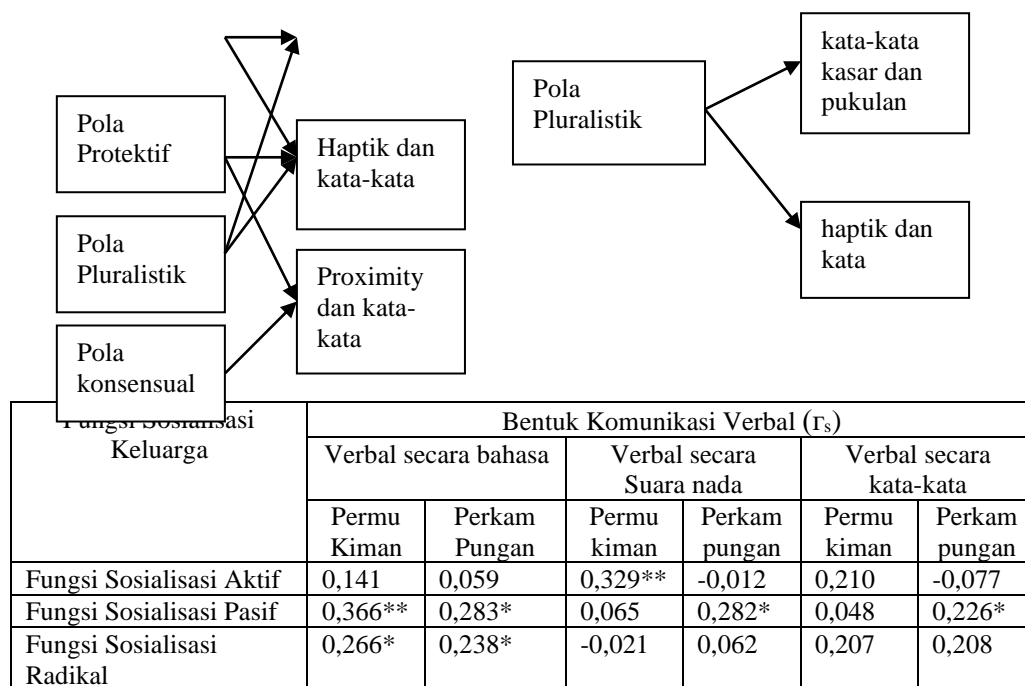 Pola
Protektif
Pola
Pluralistik
Pola
konsensual
Haptik dan
kata-kata
Proximity
dan kata-
kata
Pola
Pluralistik
kata-kata
kasar dan
pukulan
haptik dan
kata
Fungsi Sosialisasi
Keluarga
Bentuk Komunikasi Verbal (rs)
Verbal secara bahasa
Verbal secara
Suara nada
Verbal secara
kata-kata
Permu
Kiman
Perkam
Pungan
Permu
kiman
Perkam
pungan
Permu
kiman
Perkam
pungan
Fungsi Sosialisasi Aktif 0,141 0,059 0,329** -0,012 0,210 -0,077
Fungsi Sosialisasi Pasif 0,366** 0,283* 0,065 0,282* 0,048 0,226*
Fungsi Sosialisasi
Radikal
0,266* 0,238* -0,021 0,062 0,207 0,208